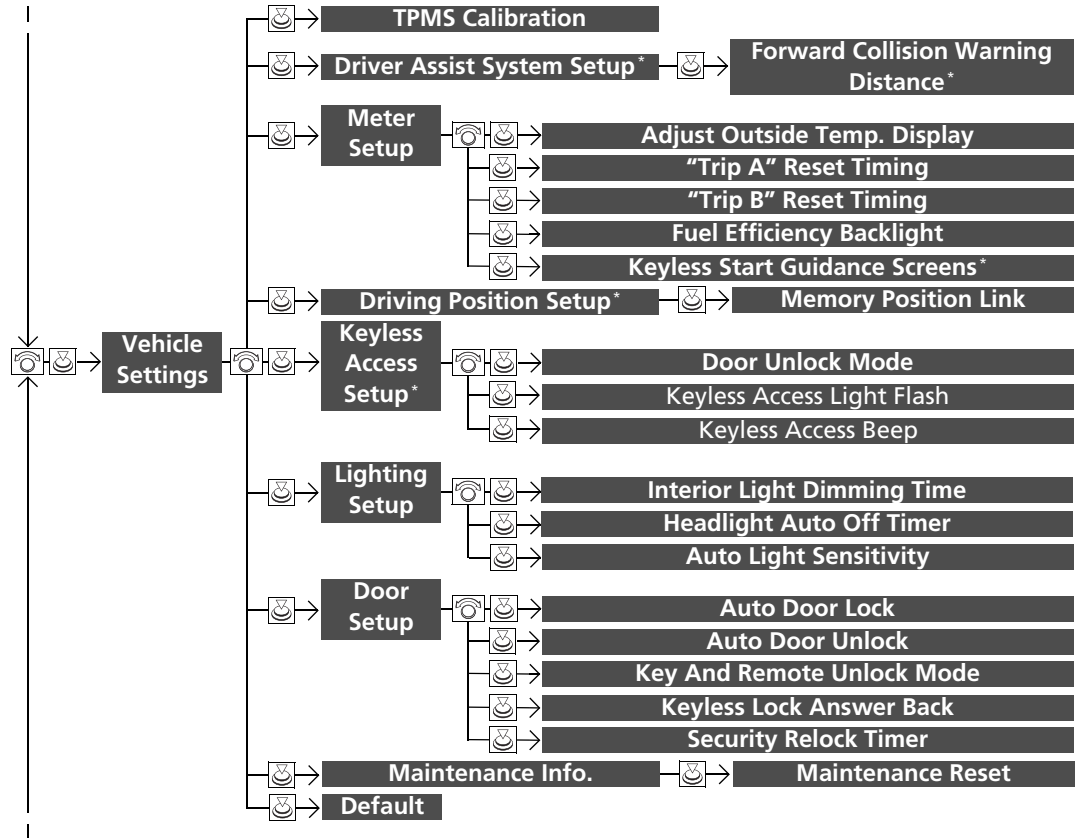 TPMS Calibration
Driver Assist System Setup*
Forward Collision Warning
Distance*
Meter
Setup
Adjust Outside Temp. Display
“Trip A” Reset Timing
“Trip B” Reset Timing
Fuel Efficiency Backlight
Keyless Start Guidance Screens*
Driving Position Setup*
Memory Position Link
Vehicle
Settings
Keyless
Access
Setup*
Door Unlock Mode
Keyless Access Light Flash
Keyless Access Beep
Lighting
Setup
Interior Light Dimming Time
Headlight Auto Off Timer
Auto Light Sensitivity
Door
Setup
Auto Door Lock
Auto Door Unlock
Key And Remote Unlock Mode
Keyless Lock Answer Back
Security Relock Timer
Maintenance Info.
Maintenance Reset
Default